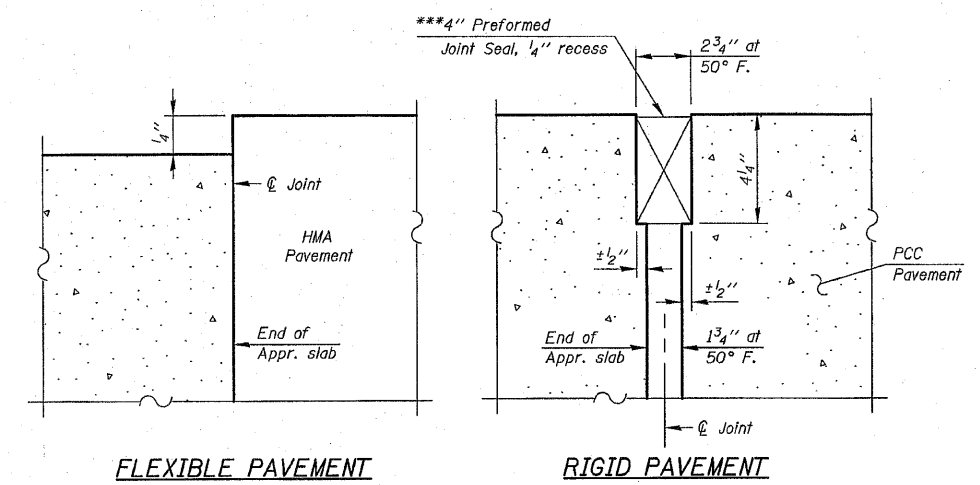 ***4" Preformed
Joint Seal, 1/4" recess
2 3/4" at
50° F.
1/4"
℄ Joint
HMA
Pavement
End of
Appr. slab
4 1/4"
±1/2"
±1/2"
PCC
Pavement
End of
Appr. slab
1 3/4" at
50° F.
℄ Joint
FLEXIBLE PAVEMENT
RIGID PAVEMENT